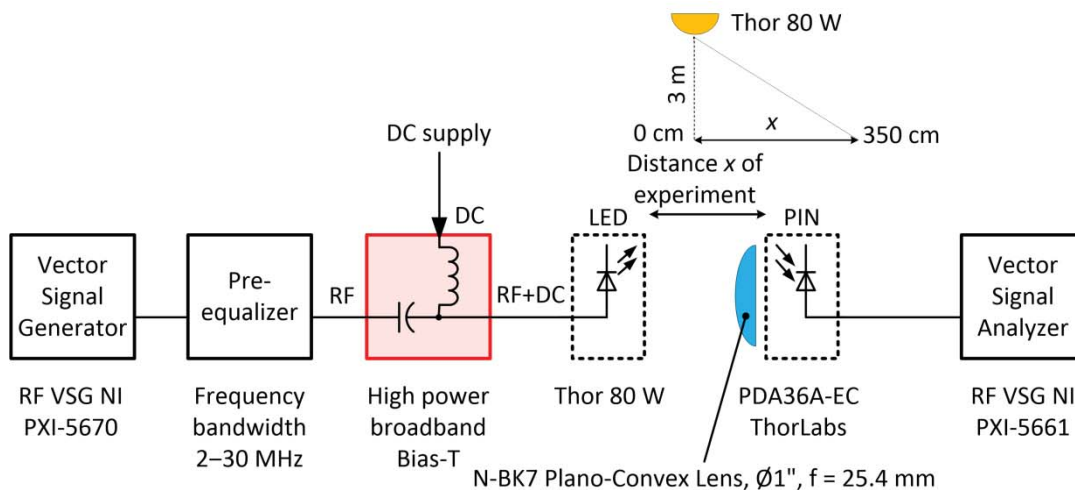 Thor 80 W
3 m
x
0 cm
350 cm
Distance x of
experiment
DC supply
DC
LED
PIN
Vector
Signal
Generator
Pre-
equalizer
RF
RF+DC
Vector
Signal
Analyzer
RF VSG NI
PXI-5670
Frequency
bandwidth
2–30 MHz
High power
broadband
Bias-T
Thor 80 W
PDA36A-EC
ThorLabs
RF VSG NI
PXI-5661
N-BK7 Plano-Convex Lens, Ø1", f = 25.4 mm